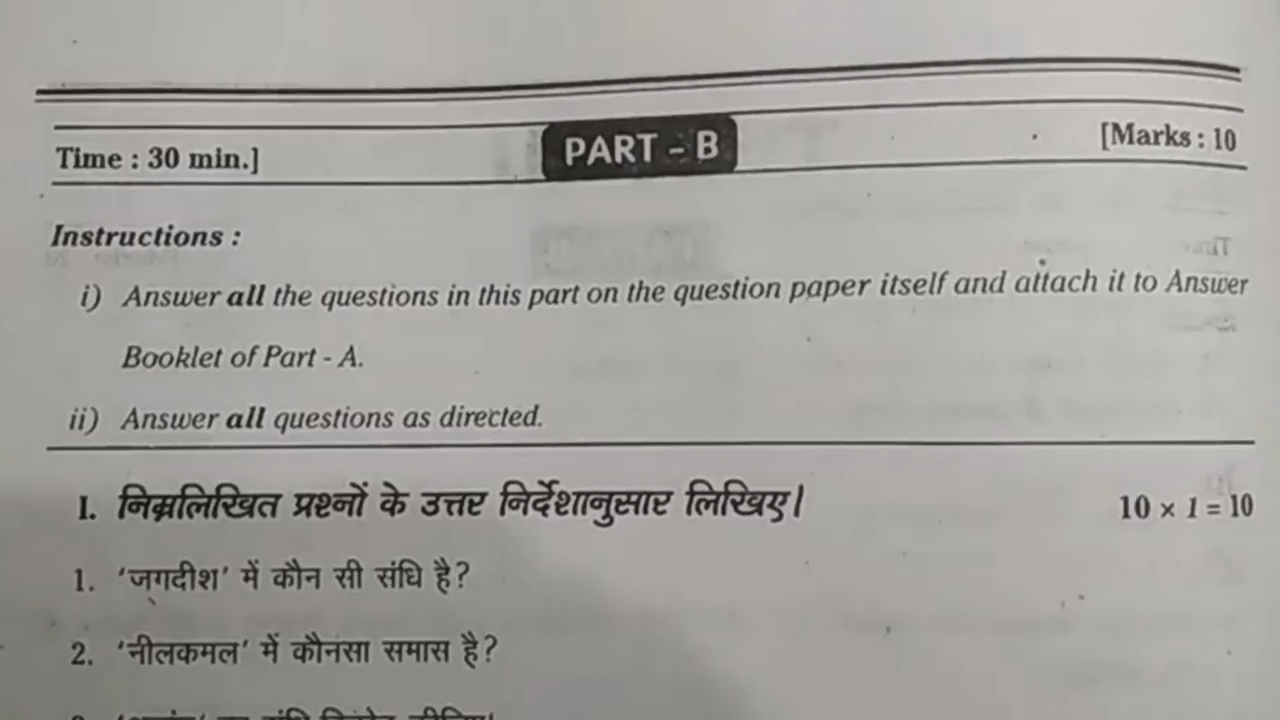 Time : 30 min.] PART - B [Marks : 10
Instructions :
i) Answer all the questions in this part on the question paper itself and attach it to Answer
Booklet of Part - A.
ii) Answer all questions as directed.
I. निम्नलिखित प्रश्नों के उत्तर निर्देशानुसार लिखिए। 10 × 1 = 10
1. ‘जगदीश’ में कौन सी संधि है?
2. ‘नीलकमल’ में कौनसा समास है?